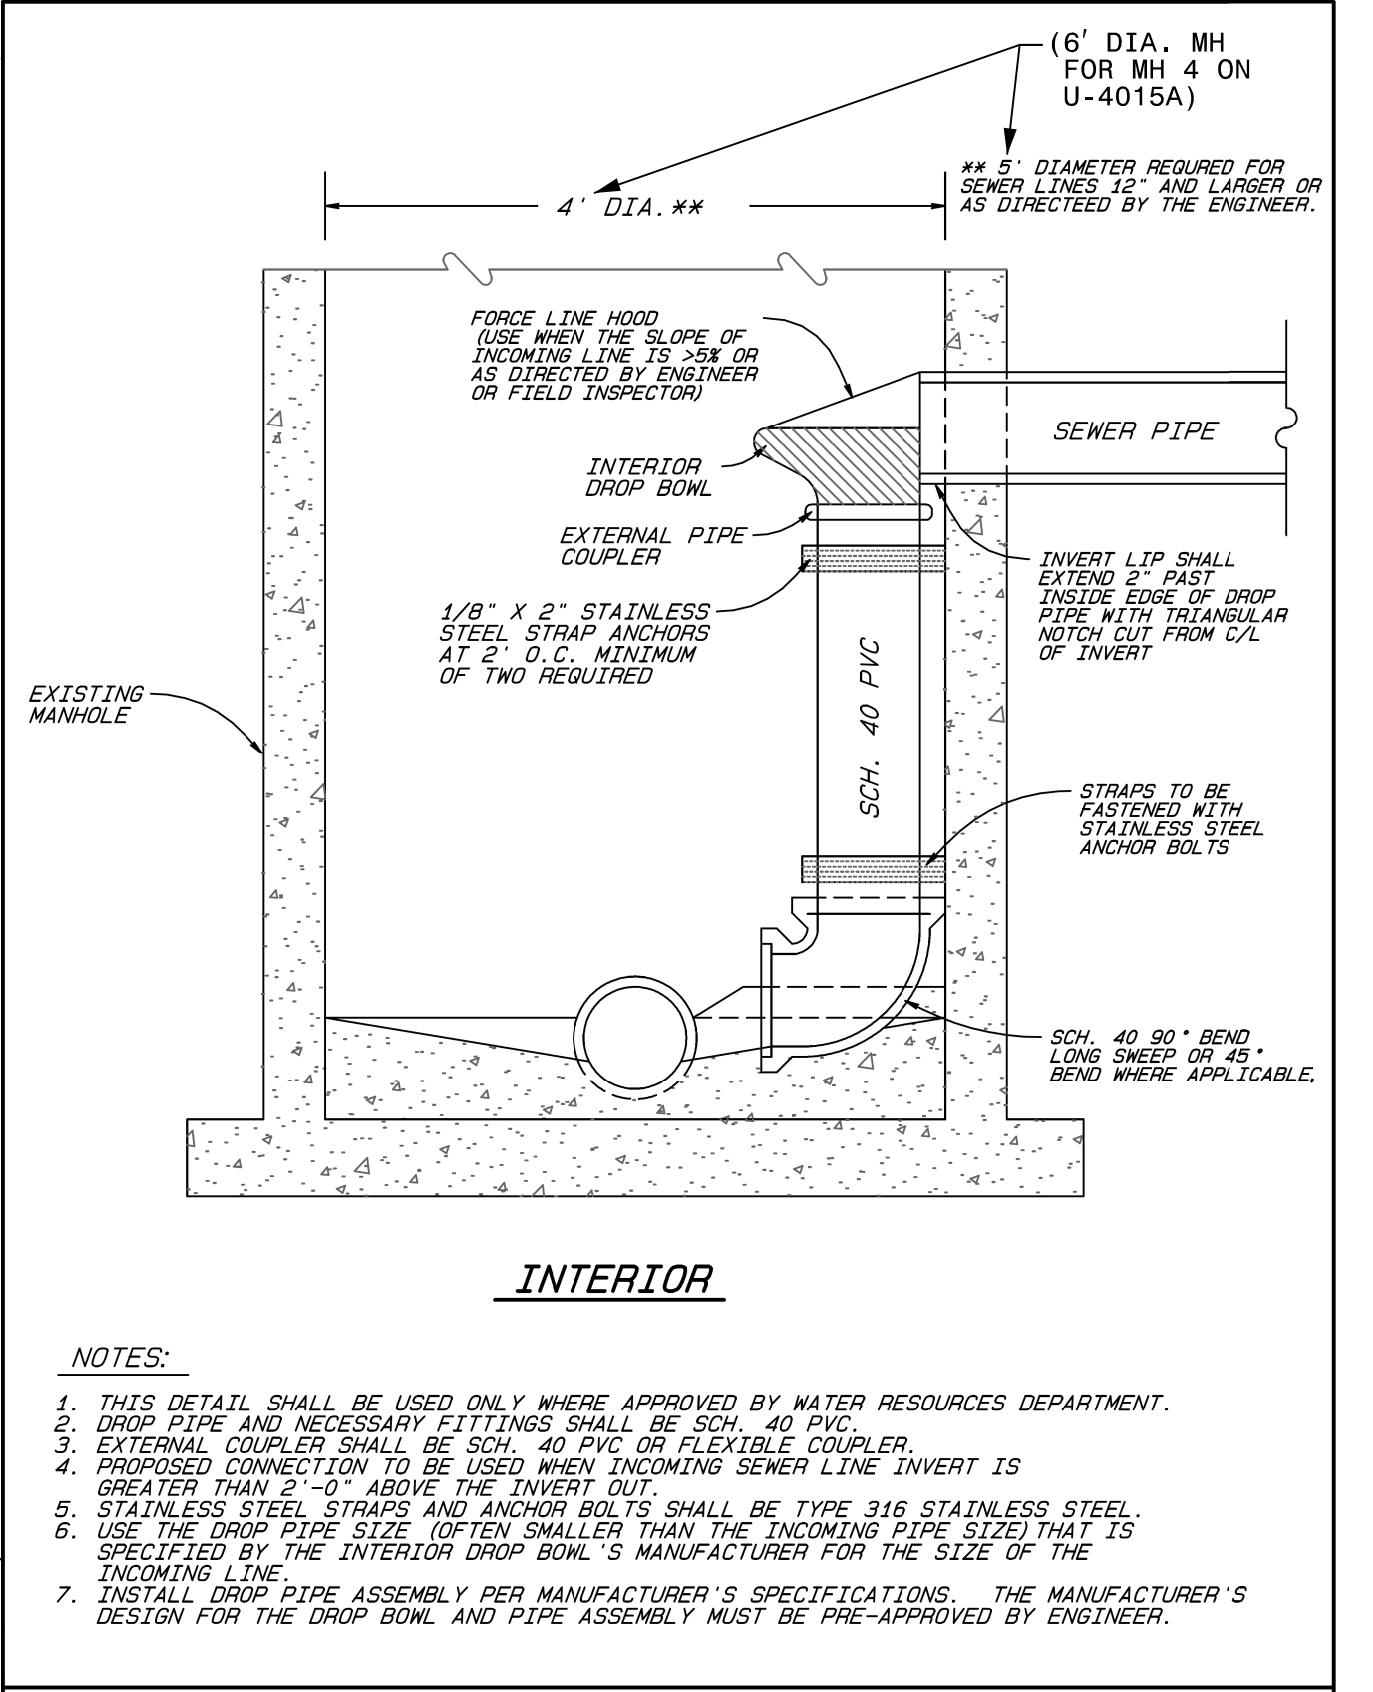 (6' DIA. MH
FOR MH 4 ON
U-4015A)
** 5' DIAMETER REQURED FOR
SEWER LINES 12" AND LARGER OR
AS DIRECTEED BY THE ENGINEER.
4' DIA.**
FORCE LINE HOOD
(USE WHEN THE SLOPE OF
INCOMING LINE IS >5% OR
AS DIRECTED BY ENGINEER
OR FIELD INSPECTOR)
SEWER PIPE
INTERIOR
DROP BOWL
EXTERNAL PIPE
COUPLER
INVERT LIP SHALL
EXTEND 2" PAST
INSIDE EDGE OF DROP
PIPE WITH TRIANGULAR
NOTCH CUT FROM C/L
OF INVERT
1/8" X 2" STAINLESS
STEEL STRAP ANCHORS
AT 2' O.C. MINIMUM
OF TWO REQUIRED
SCH. 40 PVC
EXISTING
MANHOLE
STRAPS TO BE
FASTENED WITH
STAINLESS STEEL
ANCHOR BOLTS
SCH. 40 90° BEND
LONG SWEEP OR 45°
BEND WHERE APPLICABLE.
INTERIOR
NOTES:
1. THIS DETAIL SHALL BE USED ONLY WHERE APPROVED BY WATER RESOURCES DEPARTMENT.
2. DROP PIPE AND NECESSARY FITTINGS SHALL BE SCH. 40 PVC.
3. EXTERNAL COUPLER SHALL BE SCH. 40 PVC OR FLEXIBLE COUPLER.
4. PROPOSED CONNECTION TO BE USED WHEN INCOMING SEWER LINE INVERT IS
GREATER THAN 2'-0" ABOVE THE INVERT OUT.
5. STAINLESS STEEL STRAPS AND ANCHOR BOLTS SHALL BE TYPE 316 STAINLESS STEEL.
6. USE THE DROP PIPE SIZE (OFTEN SMALLER THAN THE INCOMING PIPE SIZE) THAT IS
SPECIFIED BY THE INTERIOR DROP BOWL'S MANUFACTURER FOR THE SIZE OF THE
INCOMING LINE.
7. INSTALL DROP PIPE ASSEMBLY PER MANUFACTURER'S SPECIFICATIONS. THE MANUFACTURER'S
DESIGN FOR THE DROP BOWL AND PIPE ASSEMBLY MUST BE PRE-APPROVED BY ENGINEER.